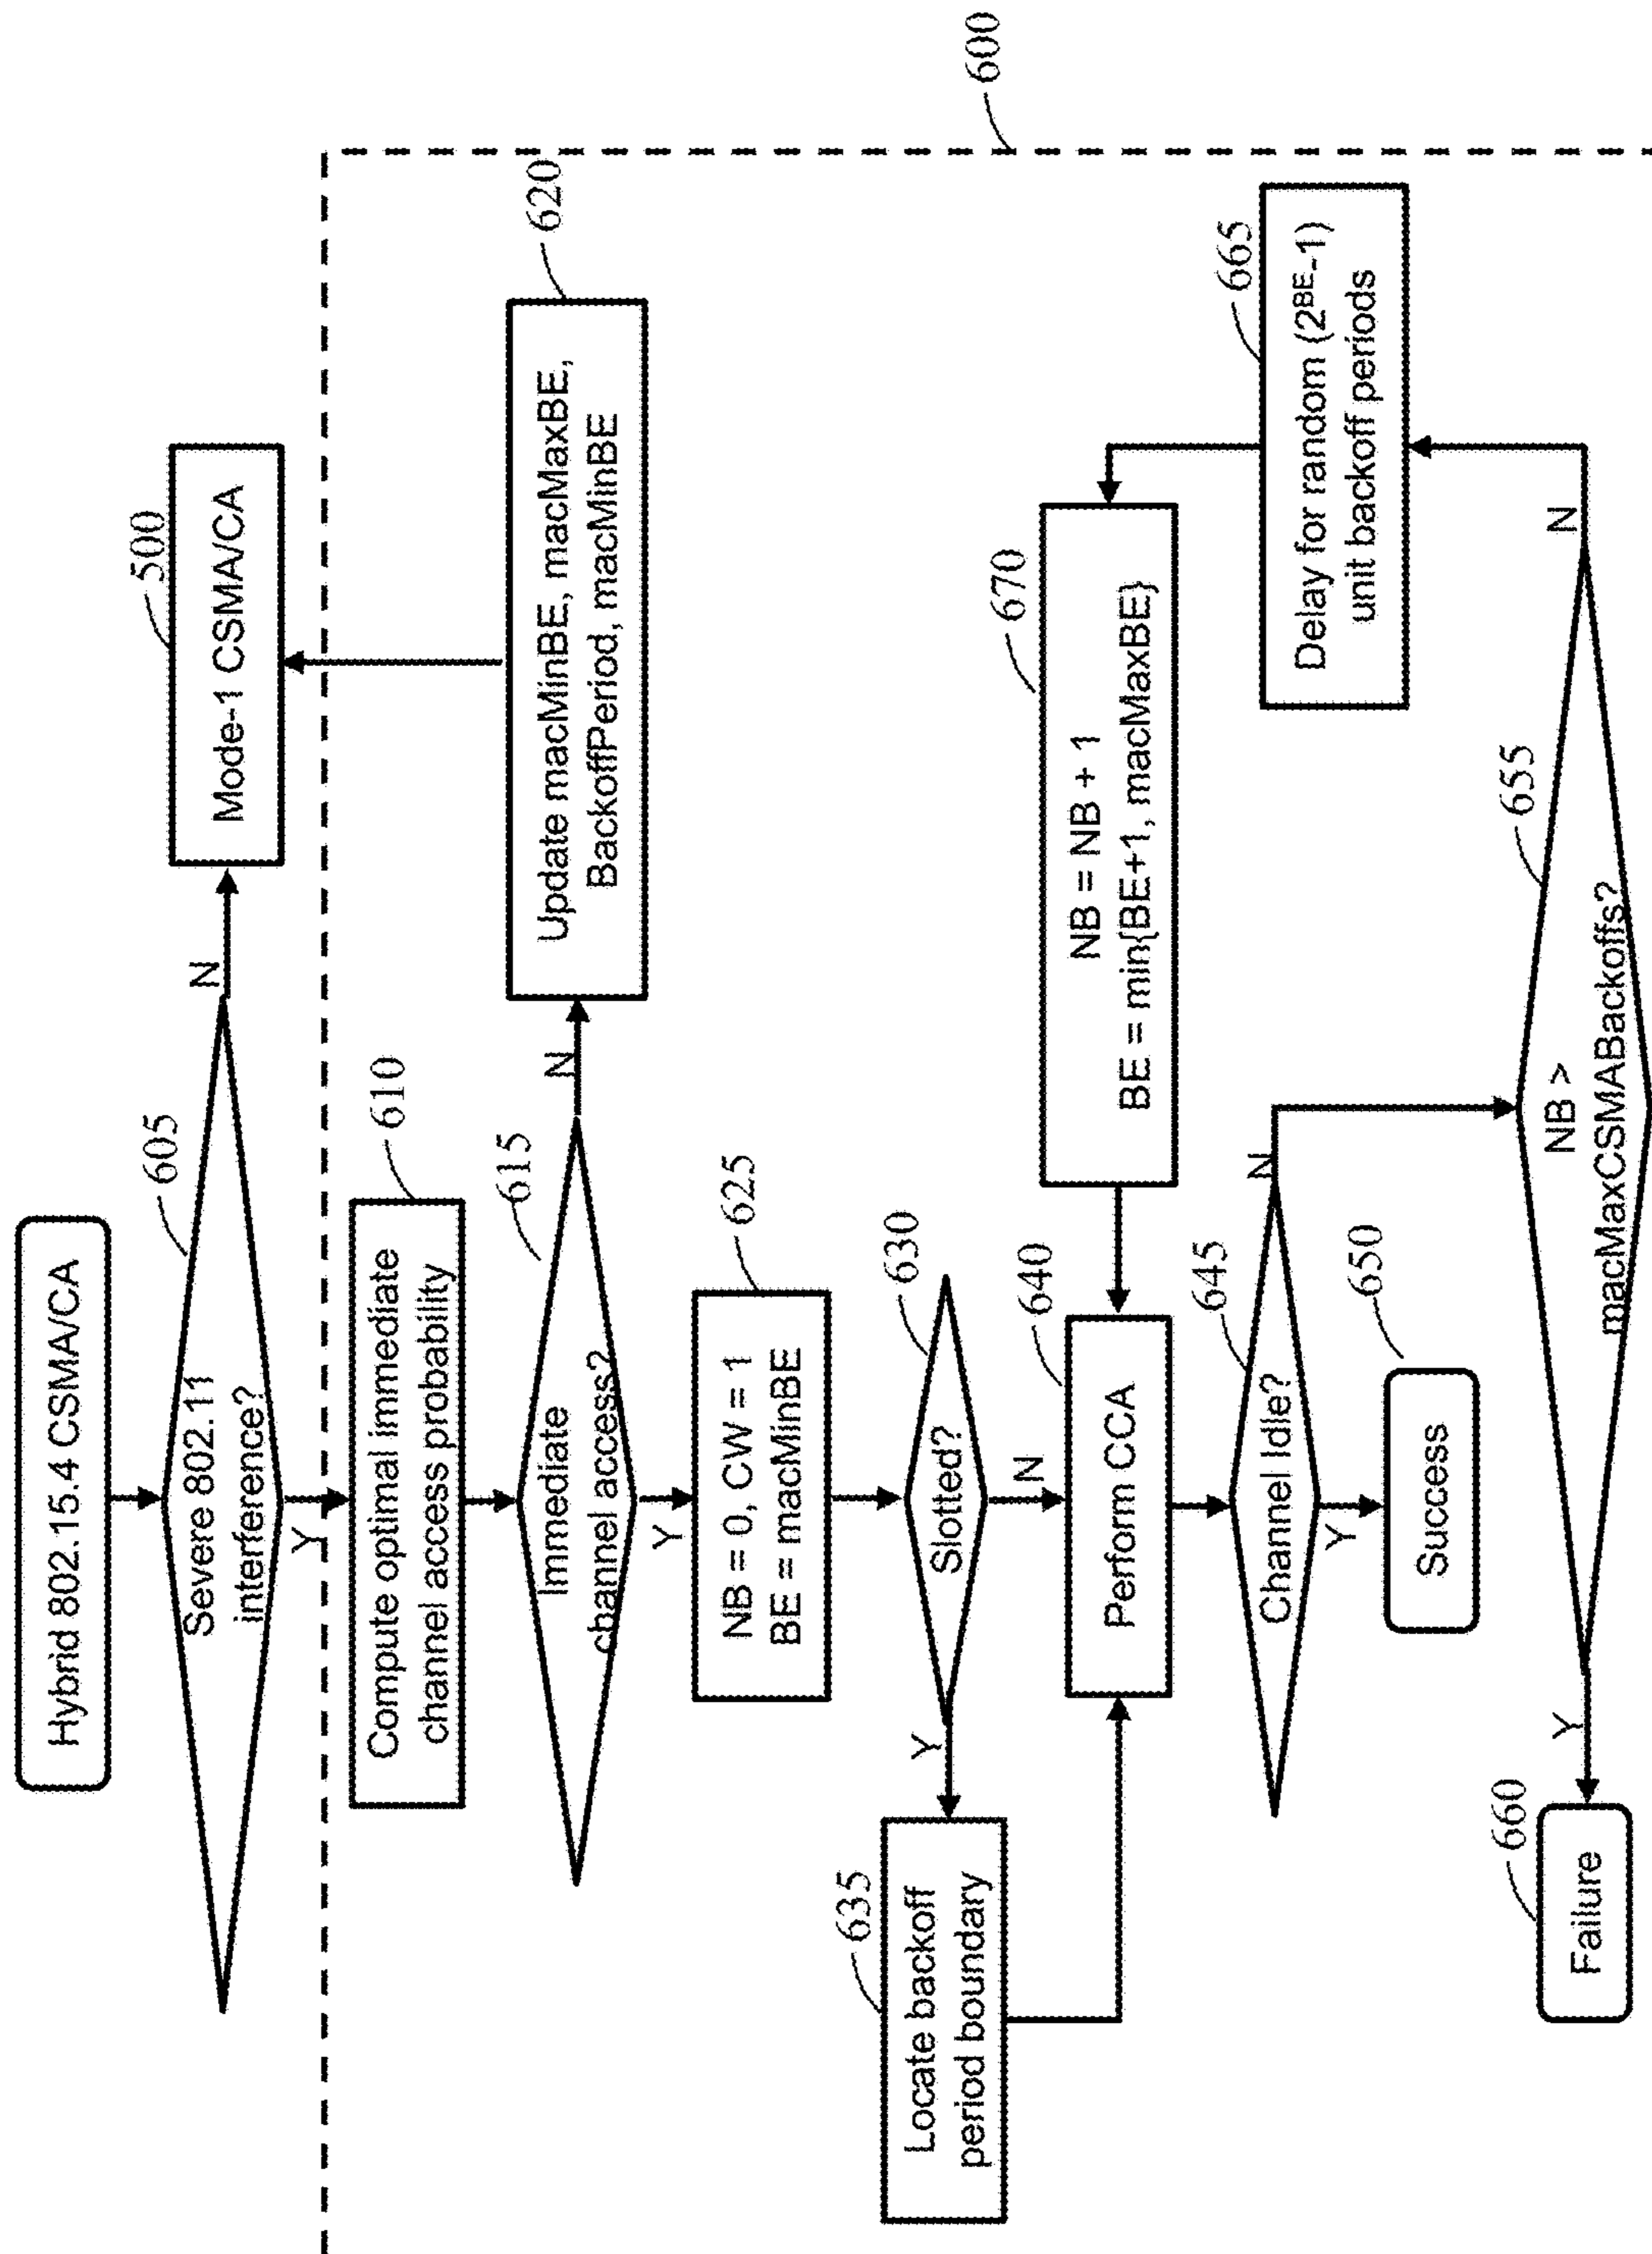 Hybrid 802.15.4 CSMA/CA
605
Severe 802.11
interference?
N
500
Mode-1 CSMA/CA
Y
600
610
Compute optimal immediate
channel access probability
615
Immediate
channel access?
N
620
Update macMinBE, macMaxBE,
BackoffPeriod, macMinBE
Y
625
NB = 0, CW = 1
BE = macMinBE
630
Slotted?
Y
N
635
Locate backoff
period boundary
640
Perform CCA
670
NB = NB + 1
BE = min{BE+1, macMaxBE}
645
Channel Idle?
N
Y
650
Success
665
Delay for random (2^BE-1)
unit backoff periods
655
NB >
macMaxCSMABackoffs?
N
Y
660
Failure